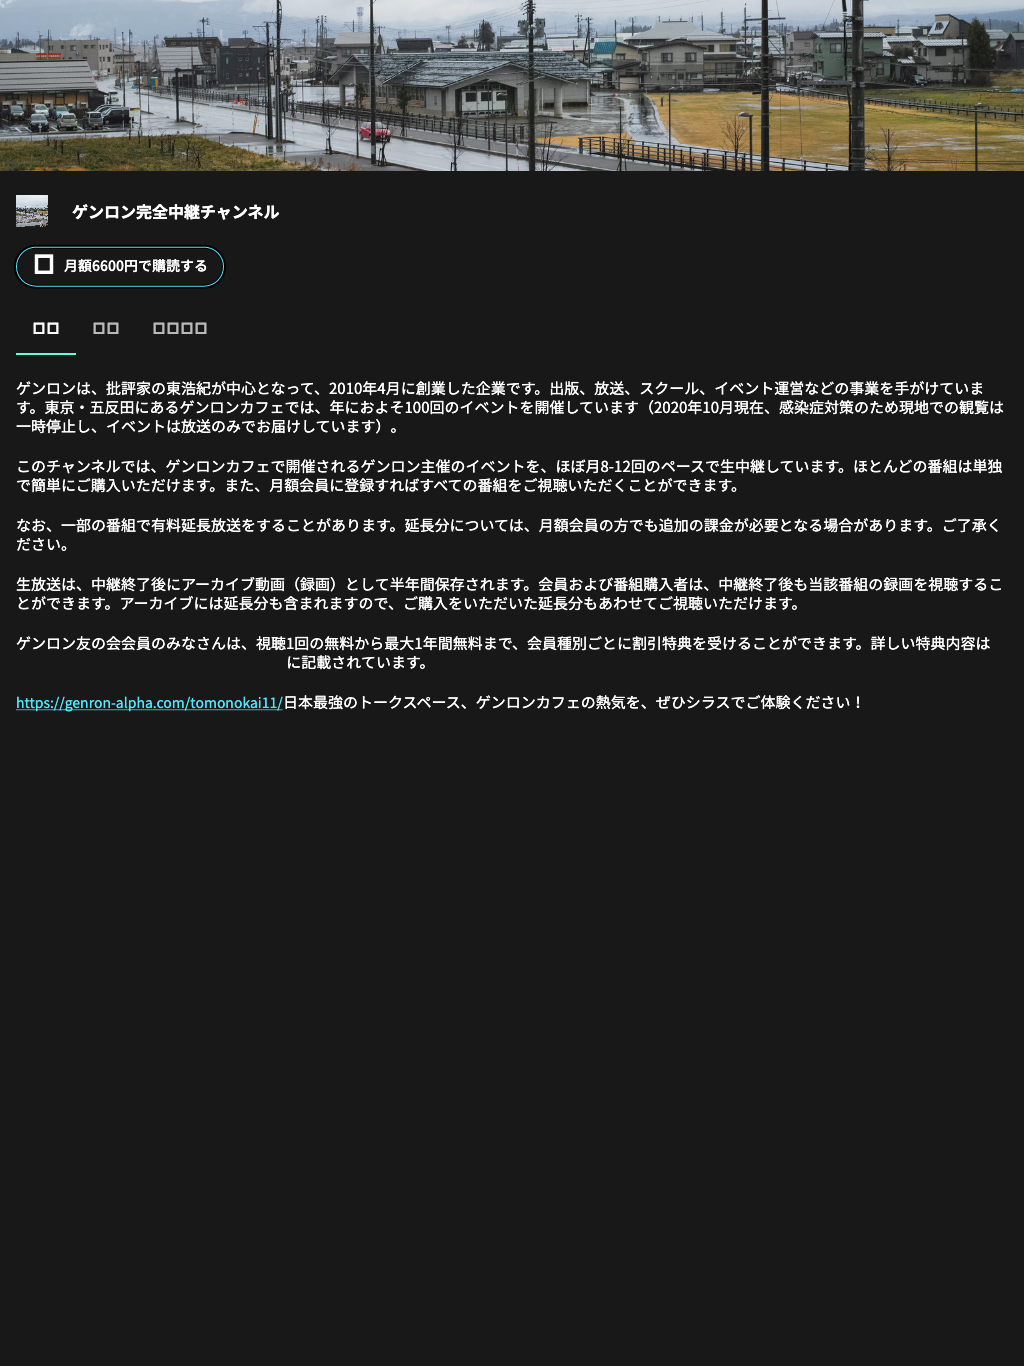 ゲンロン完全中継チャンネル
月額6600円で購読する
ゲンロンは、批評家の東浩紀が中心となって、2010年4月に創業した企業です。出版、放送、スクール、イベント運営などの事業を手がけていま
す。東京・五反田にあるゲンロンカフェでは、年におよそ100回のイベントを開催しています（2020年10月現在、感染症対策のため現地での観覧は
一時停止し、イベントは放送のみでお届けしています）。
このチャンネルでは、ゲンロンカフェで開催されるゲンロン主催のイベントを、ほぼ月8-12回のペースで生中継しています。ほとんどの番組は単独
で簡単にご購入いただけます。また、月額会員に登録すればすべての番組をご視聴いただくことができます。
なお、一部の番組で有料延長放送をすることがあります。延長分については、月額会員の方でも追加の課金が必要となる場合があります。ご了承く
ださい。
生放送は、中継終了後にアーカイブ動画（録画）として半年間保存されます。会員および番組購入者は、中継終了後も当該番組の録画を視聴するこ
とができます。アーカイブには延長分も含まれますので、ご購入をいただいた延長分もあわせてご視聴いただけます。
ゲンロン友の会会員のみなさんは、視聴1回の無料から最大1年間無料まで、会員種別ごとに割引特典を受けることができます。詳しい特典内容は
に記載されています。
https://genron-alpha.com/tomonokai11/日本最強のトークスペース、ゲンロンカフェの熱気を、ぜひシラスでご体験ください！